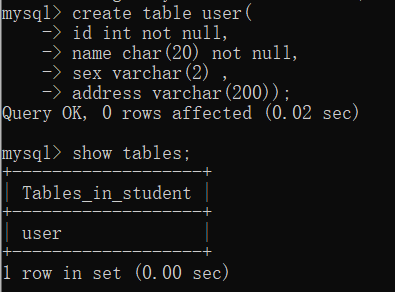 mysql> create table user(
    -> id int not null,
    -> name char(20) not null,
    -> sex varchar(2) ,
    -> address varchar(200));
Query OK, 0 rows affected (0.02 sec)

mysql> show tables;
+-------------------+
| Tables_in_student |
+-------------------+
| user              |
+-------------------+
1 row in set (0.00 sec)